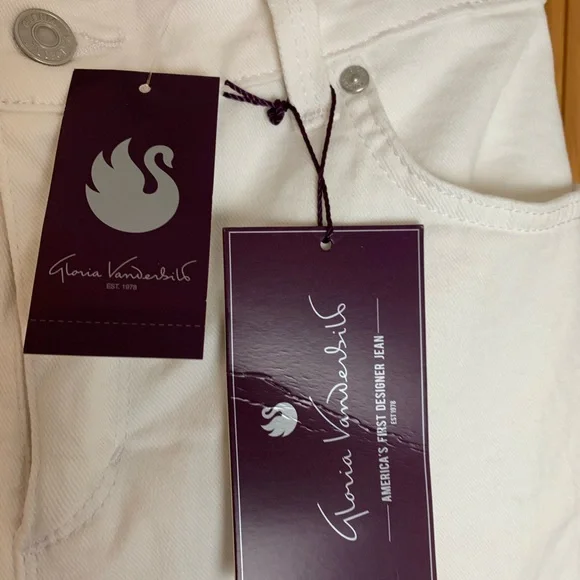 Gloria Vanderbilt
EST. 1978
Gloria Vanderbilt
AMERICA'S FIRST DESIGNER JEAN
EST 1978